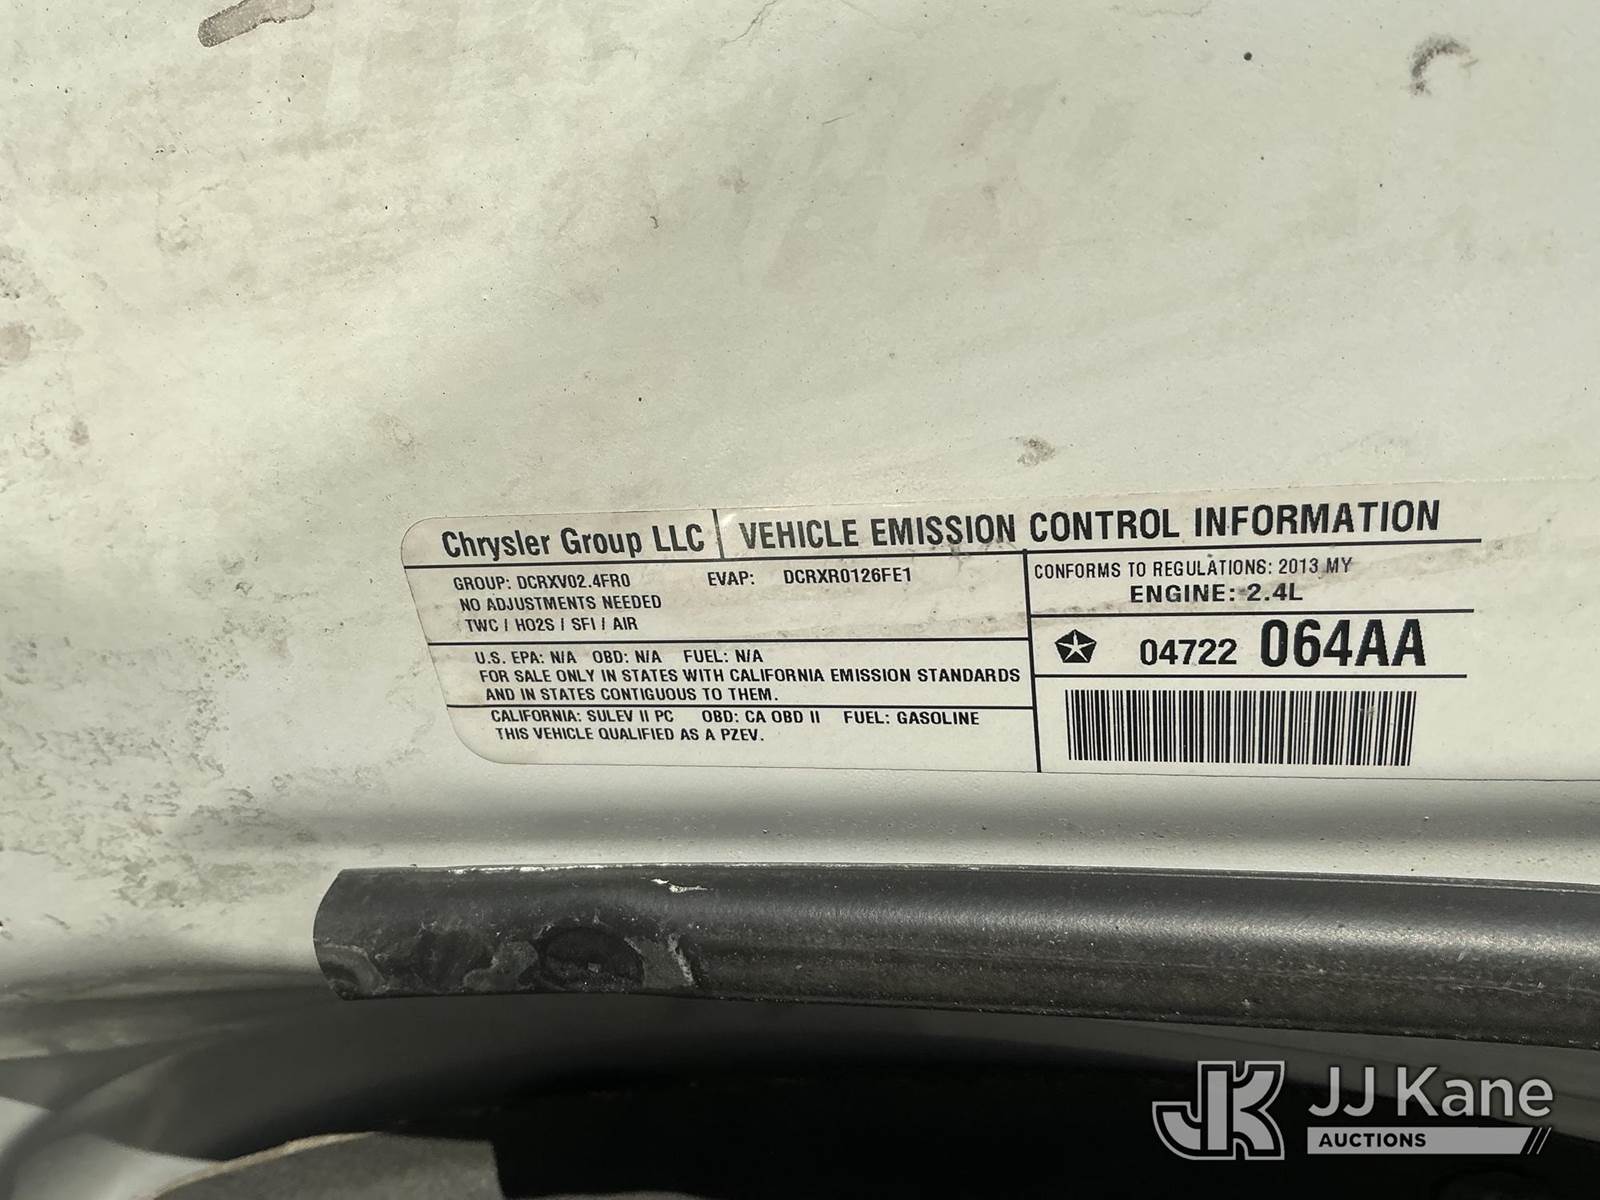 Chrysler Group LLC | VEHICLE EMISSION CONTROL INFORMATION
GROUP: DCRXV02.4FR0 EVAP: DCRXR0126FE1
NO ADJUSTMENTS NEEDED
TWC / HO2S / SFI / AIR
CONFORMS TO REGULATIONS: 2013 MY
ENGINE: 2.4L
04722 064AA
U.S. EPA: N/A OBD: N/A FUEL: N/A
FOR SALE ONLY IN STATES WITH CALIFORNIA EMISSION STANDARDS
AND IN STATES CONTIGUOUS TO THEM.
CALIFORNIA: SULEV II PC OBD: CA OBD II FUEL: GASOLINE
THIS VEHICLE QUALIFIED AS A PZEV.
JK JJ Kane
AUCTIONS